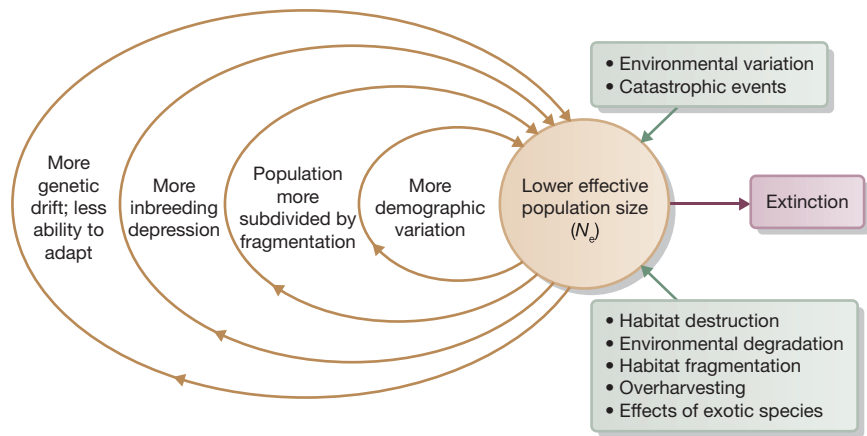 • Environmental variation
• Catastrophic events
More
genetic
drift; less
ability to
adapt
More
inbreeding
depression
Population
more
subdivided by
fragmentation
More
demographic
variation
Lower effective
population size
(Ne)
Extinction
• Habitat destruction
• Environmental degradation
• Habitat fragmentation
• Overharvesting
• Effects of exotic species